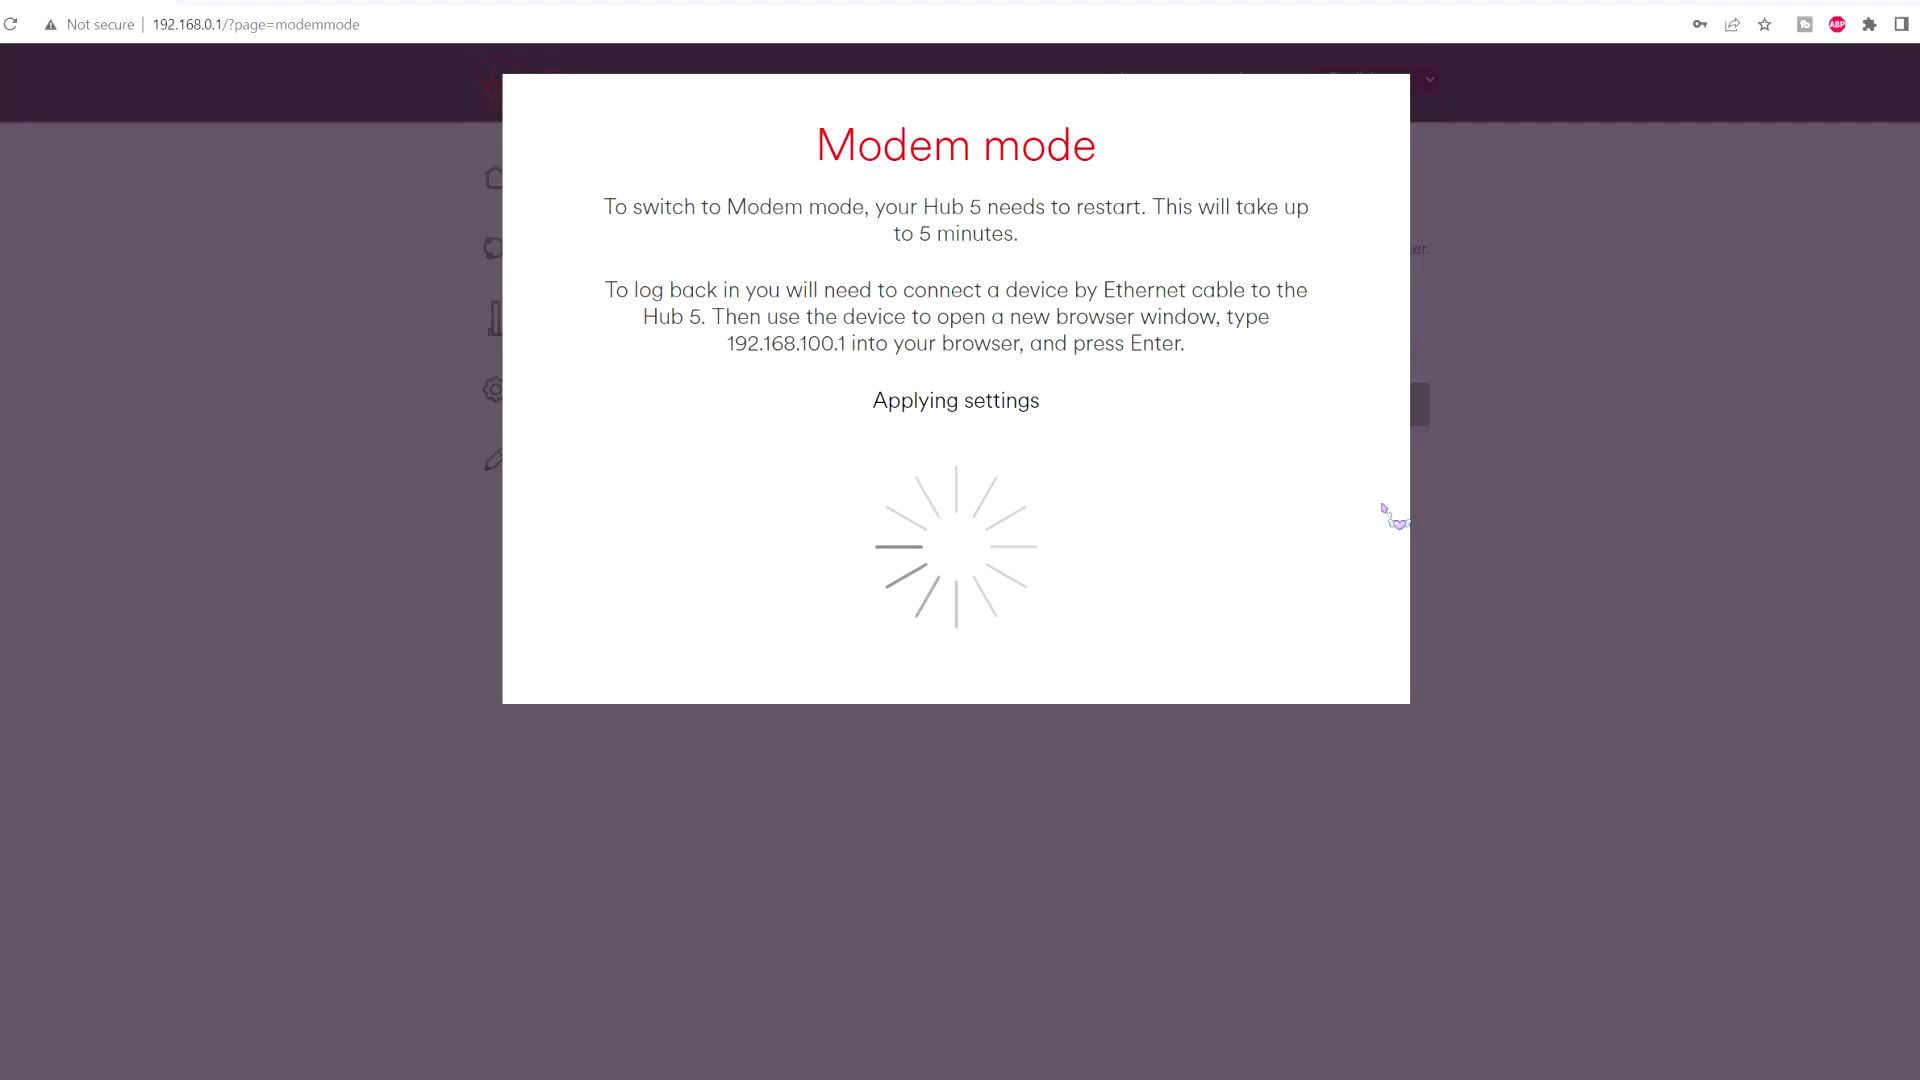 Not secure | 192.168.0.1/?page=modemmode
ABP
Modem mode
To switch to Modem mode, your Hub 5 needs to restart. This will take up
to 5 minutes.
er.
To log back in you will need to connect a device by Ethernet cable to the
Hub 5. Then use the device to open a new browser window, type
192.168.100.1 into your browser, and press Enter.
Applying settings